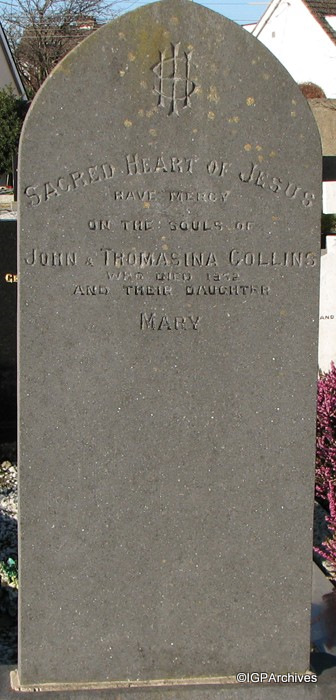 IHS
SACRED HEART OF JESUS
HAVE MERCY
ON THE SOULS OF
JOHN & THOMASINA COLLINS
WHO DIED
AND THEIR DAUGHTER
MARY
AND
©IGPArchives